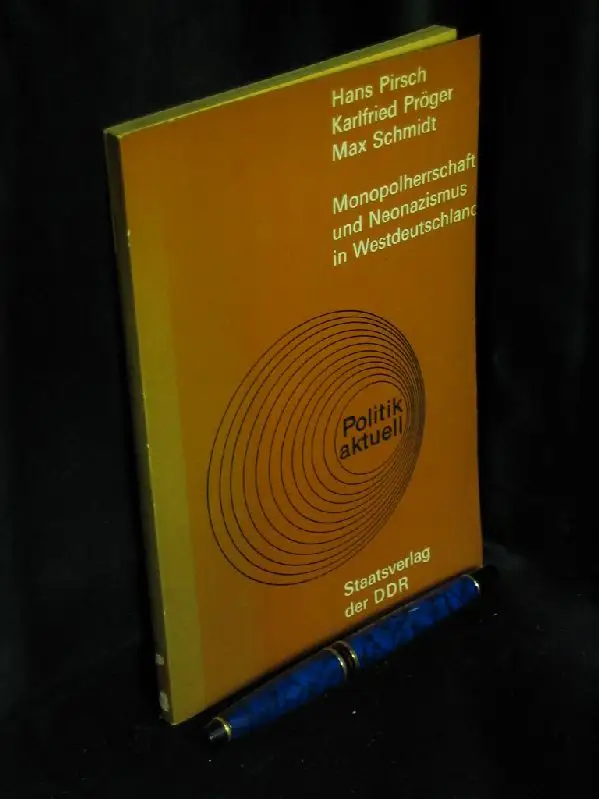 Hans Pirsch
Karlfried Pröger
Max Schmidt
Monopolherrschaft
und Neonazismus
in Westdeutschland
Politik
aktuell
Staatsverlag
der DDR